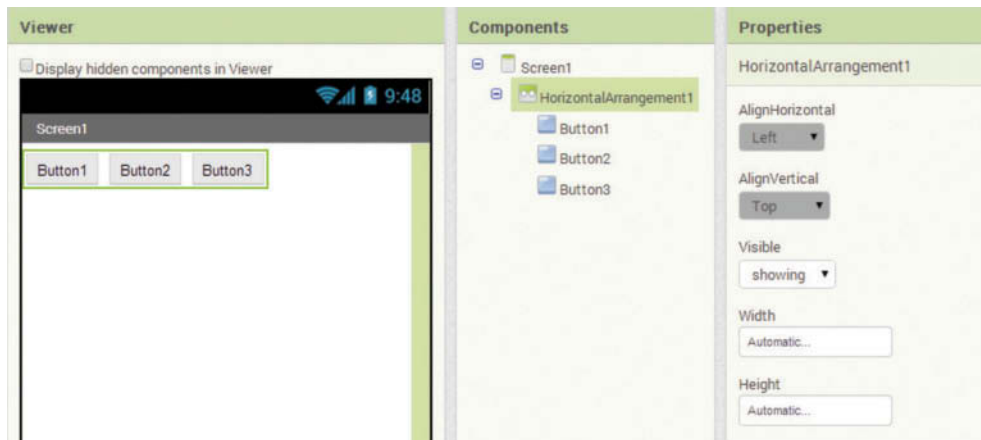 Viewer
Display hidden components in Viewer
9:48
Screen1
Button1 Button2 Button3
Components
Screen1
HorizontalArrangement1
Button1
Button2
Button3
Properties
HorizontalArrangement1
AlignHorizontal
Left
AlignVertical
Top
Visible
showing
Width
Automatic...
Height
Automatic...